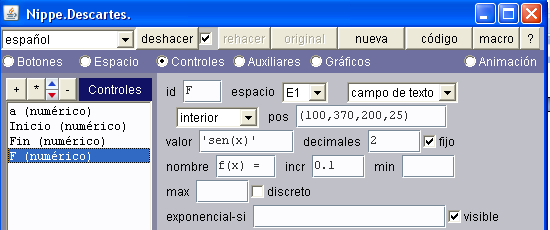 Nippe.Descartes.
español deshacer rehacer original nueva código macro ?
Botones Espacio Controles Auxiliares Gráficos Animación
+ * - Controles
a (numérico)
Inicio (numérico)
Fin (numérico)
F (numérico)
id F espacio E1 campo de texto
interior pos (100,370,200,25)
valor 'sen(x)' decimales 2 fijo
nombre f(x) = incr 0.1 min
max discreto
exponencial-si visible